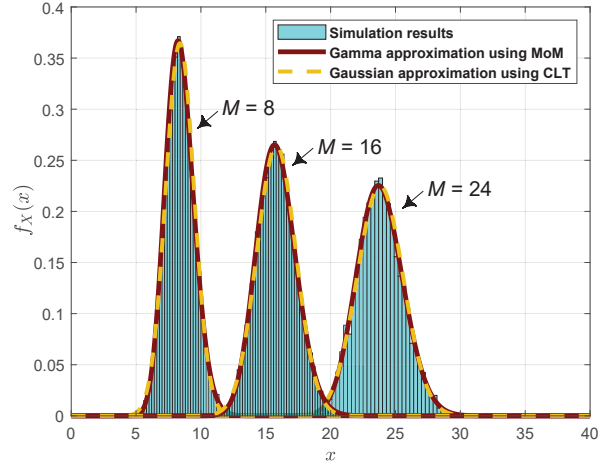 Simulation results
Gamma approximation using MoM
Gaussian approximation using CLT
M = 8
M = 16
M = 24
f_X(x)
0.4
0.35
0.3
0.25
0.2
0.15
0.1
0.05
0
0 5 10 15 20 25 30 35 40
x